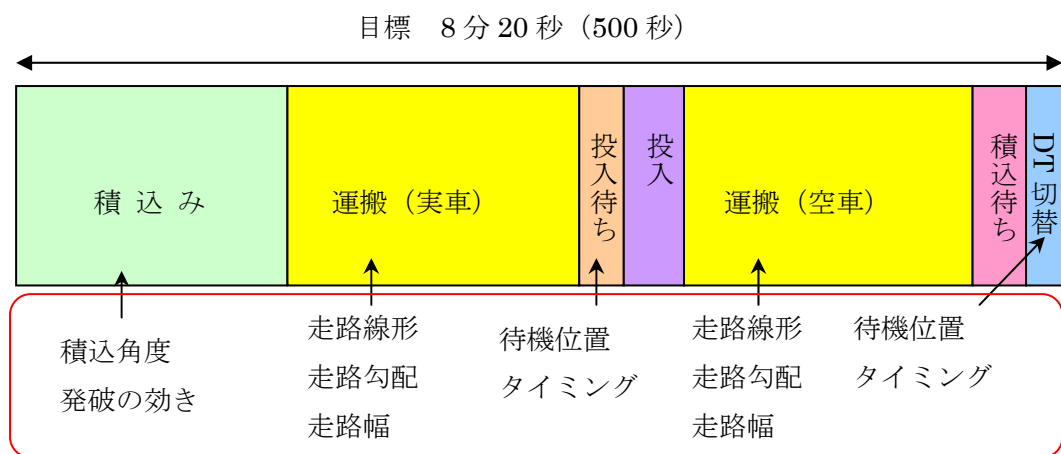 目標　8分20秒（500秒）
積 込 み
運搬（実車）
投入待ち
投入
運搬（空車）
積込待ち
DT切替
積込角度
発破の効き
走路線形
走路勾配
走路幅
待機位置
タイミング
走路線形
走路勾配
走路幅
待機位置
タイミング